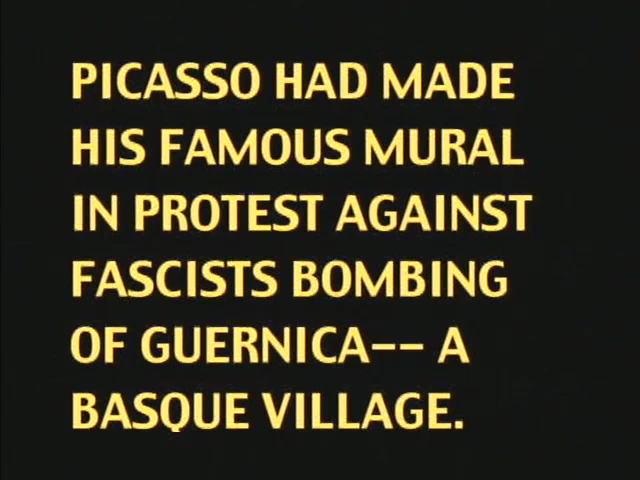 PICASSO HAD MADE
HIS FAMOUS MURAL
IN PROTEST AGAINST
FASCISTS BOMBING
OF GUERNICA-- A
BASQUE VILLAGE.